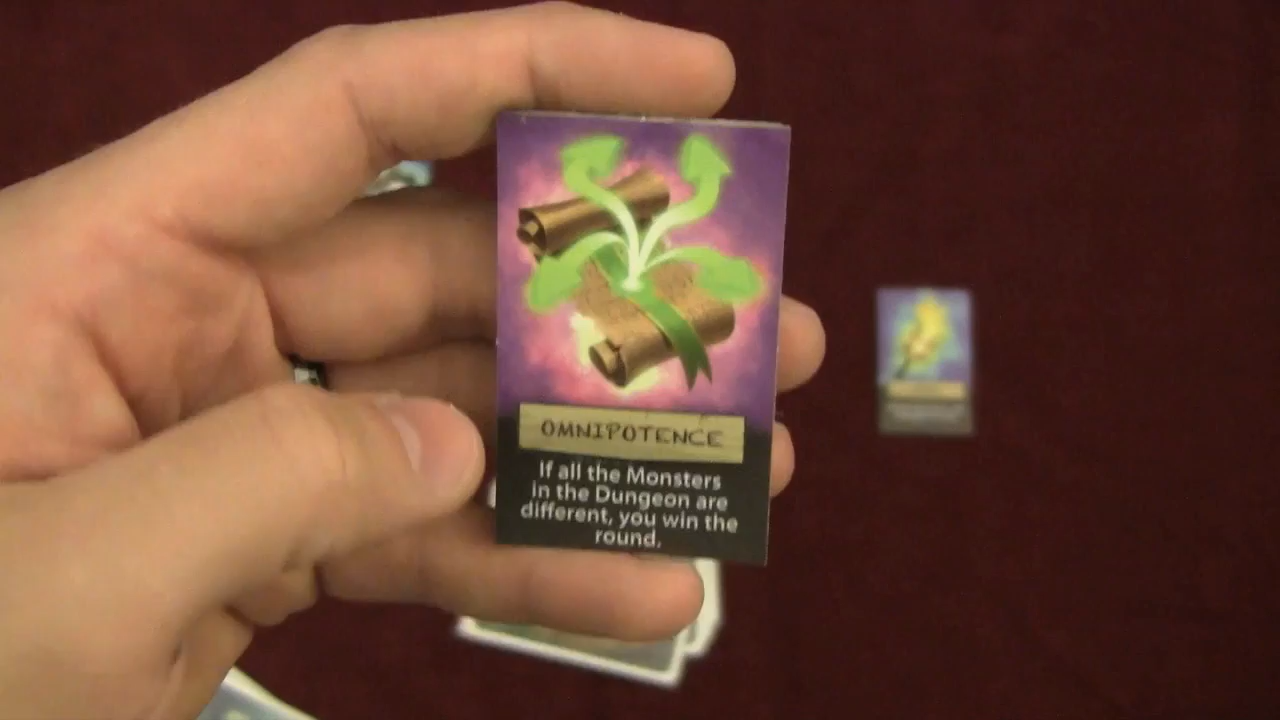 OMNIPOTENCE
If all the Monsters
in the Dungeon are
different, you win the
round.